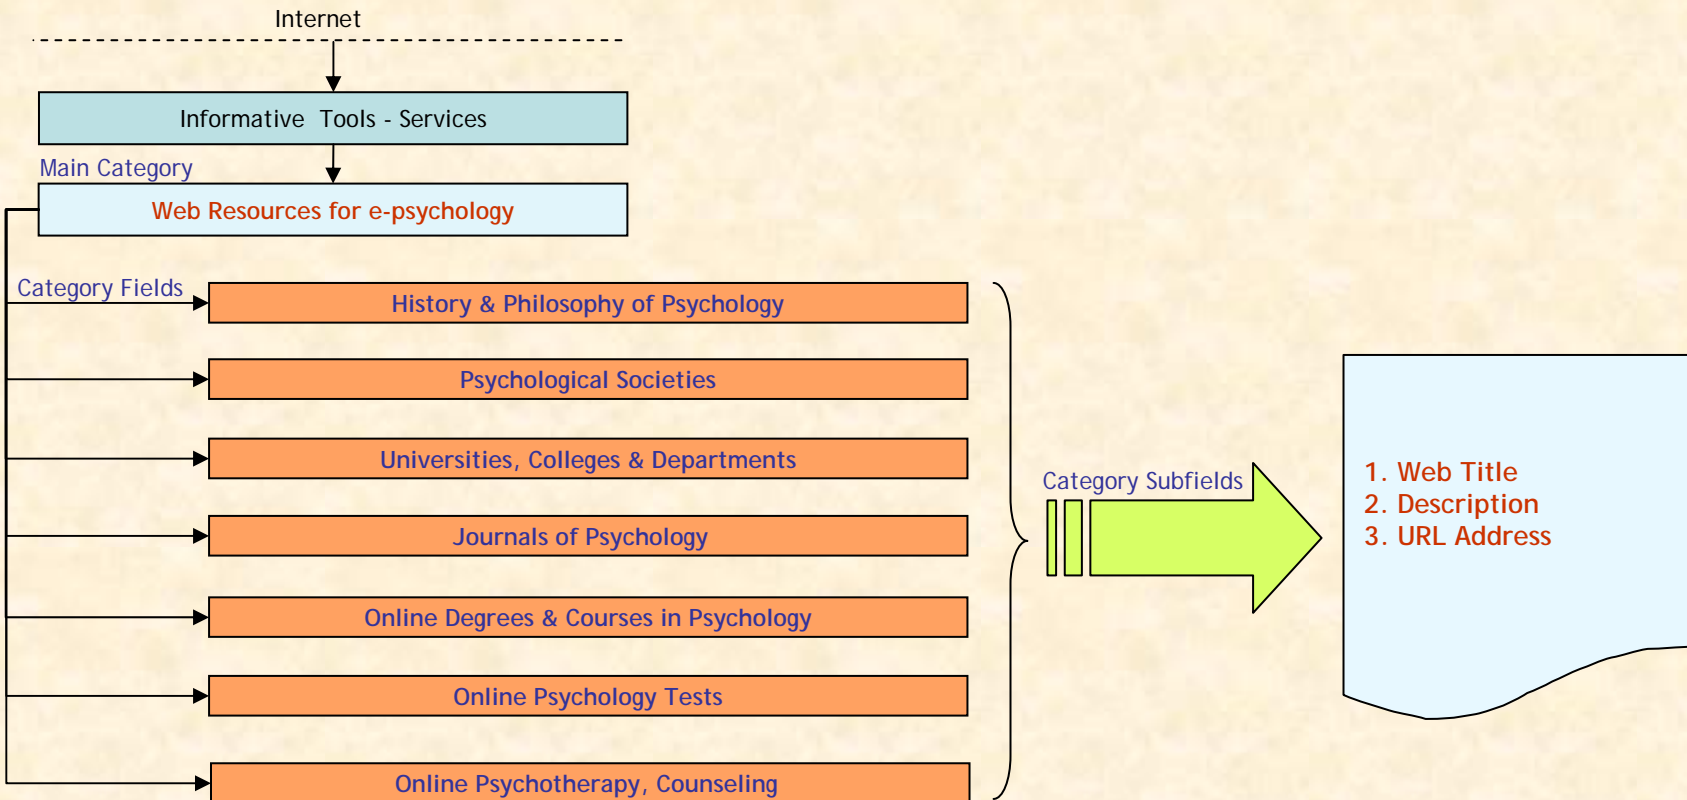 Internet
Informative Tools - Services
Main Category
Web Resources for e-psychology
Category Fields
History & Philosophy of Psychology
Psychological Societies
Universities, Colleges & Departments
Journals of Psychology
Online Degrees & Courses in Psychology
Online Psychology Tests
Online Psychotherapy, Counseling
Category Subfields
1. Web Title
2. Description
3. URL Address